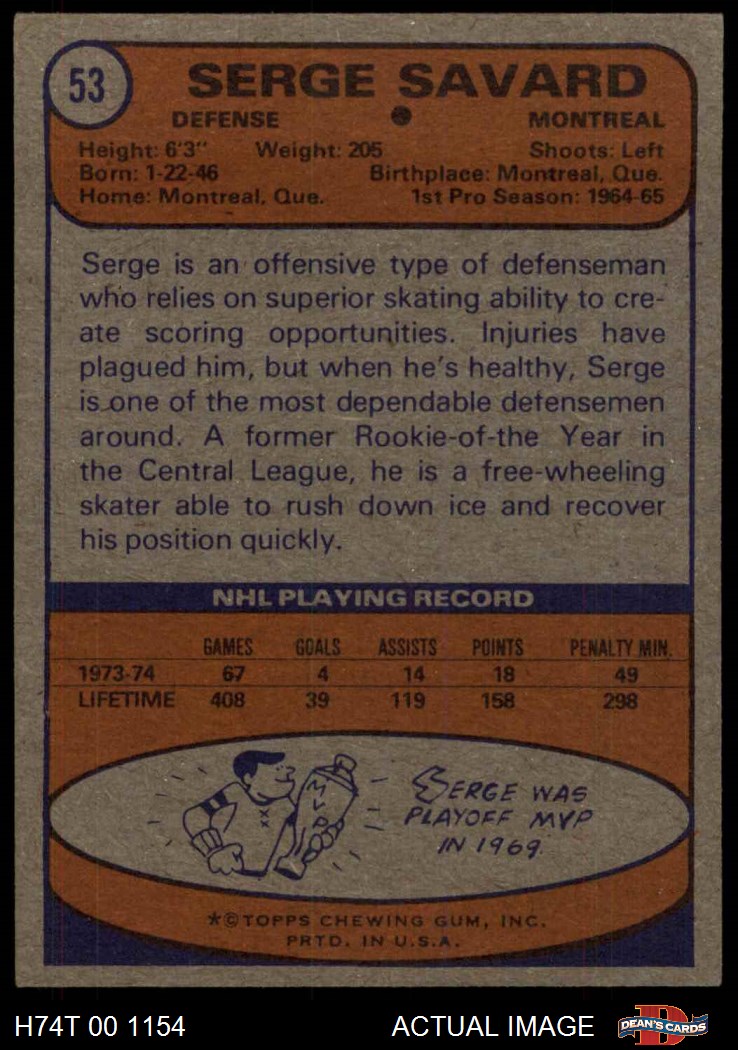 53
SERGE SAVARD
DEFENSE ● MONTREAL
Height: 6'3" Weight: 205 Shoots: Left
Born: 1-22-46 Birthplace: Montreal, Que.
Home: Montreal, Que. 1st Pro Season: 1964-65
Serge is an offensive type of defenseman
who relies on superior skating ability to cre-
ate scoring opportunities. Injuries have
plagued him, but when he's healthy, Serge
is one of the most dependable defensemen
around. A former Rookie-of-the Year in
the Central League, he is a free-wheeling
skater able to rush down ice and recover
his position quickly.
NHL PLAYING RECORD
GAMES GOALS ASSISTS POINTS PENALTY MIN.
1973-74 67 4 14 18 49
LIFETIME 408 39 119 158 298
MVP
SERGE WAS
PLAYOFF MVP
IN 1969.
*©TOPPS CHEWING GUM, INC.
PRTD. IN U.S.A.
H74T 00 1154 ACTUAL IMAGE
D
DEAN'S CARDS